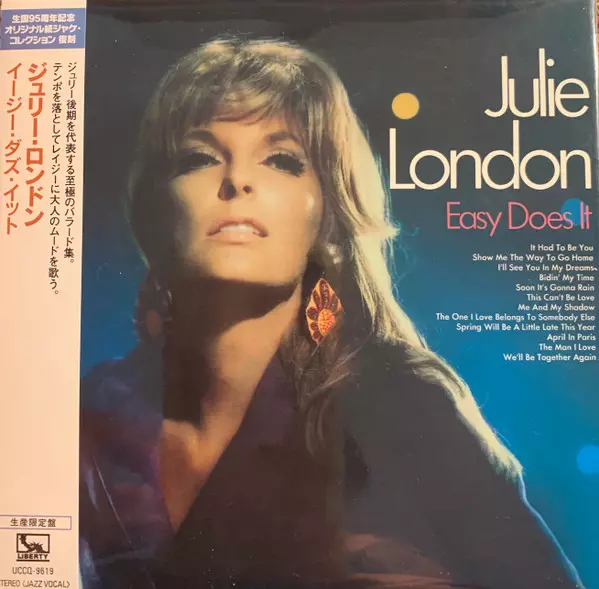 生国95周年記念
オリジナル紙ジャケ・
コレクション 復刻
ジュリー・ロンドン
イージー・ダズ・イット
ジュリー後期を代表する至極のバラード集。
テンポを落としてレイジーに大人のムードを歌う。
生産限定盤
LIBERTY
UCCQ-9619
STEREO (JAZZ VOCAL)
Julie
London
Easy Does It
It Had To Be You
Show Me The Way To Go Home
I'll See You In My Dreams
Bidin' My Time
Soon It's Gonna Rain
This Can't Be Love
Me And My Shadow
The One I Love Belongs To Somebody Else
Spring Will Be A Little Late This Year
April In Paris
The Man I Love
We'll Be Together Again